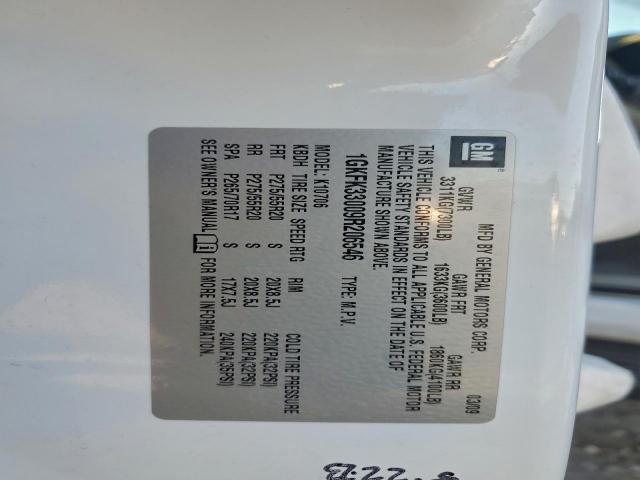 GM
MFD BY GENERAL MOTORS CORP. 03/09
GVWR GAWR FRT GAWR RR
3311KG(7300LB) 1633KG(3600LB) 1860KG(4100LB)
THIS VEHICLE CONFORMS TO ALL APPLICABLE U.S. FEDERAL MOTOR
VEHICLE SAFETY STANDARDS IN EFFECT ON THE DATE OF
MANUFACTURE SHOWN ABOVE.
1GKFK33009R206546 TYPE: M.P.V.
MODEL: K10706
KBDH TIRE SIZE SPEED RTG RIM COLD TIRE PRESSURE
FRT P275/55R20 S 20X8.5J 220KPA(32PSI)
RR P275/55R20 S 20X8.5J 220KPA(32PSI)
SPA P265/70R17 S 17X7.5J 240KPA(35PSI)
SEE OWNER'S MANUAL FOR MORE INFORMATION.